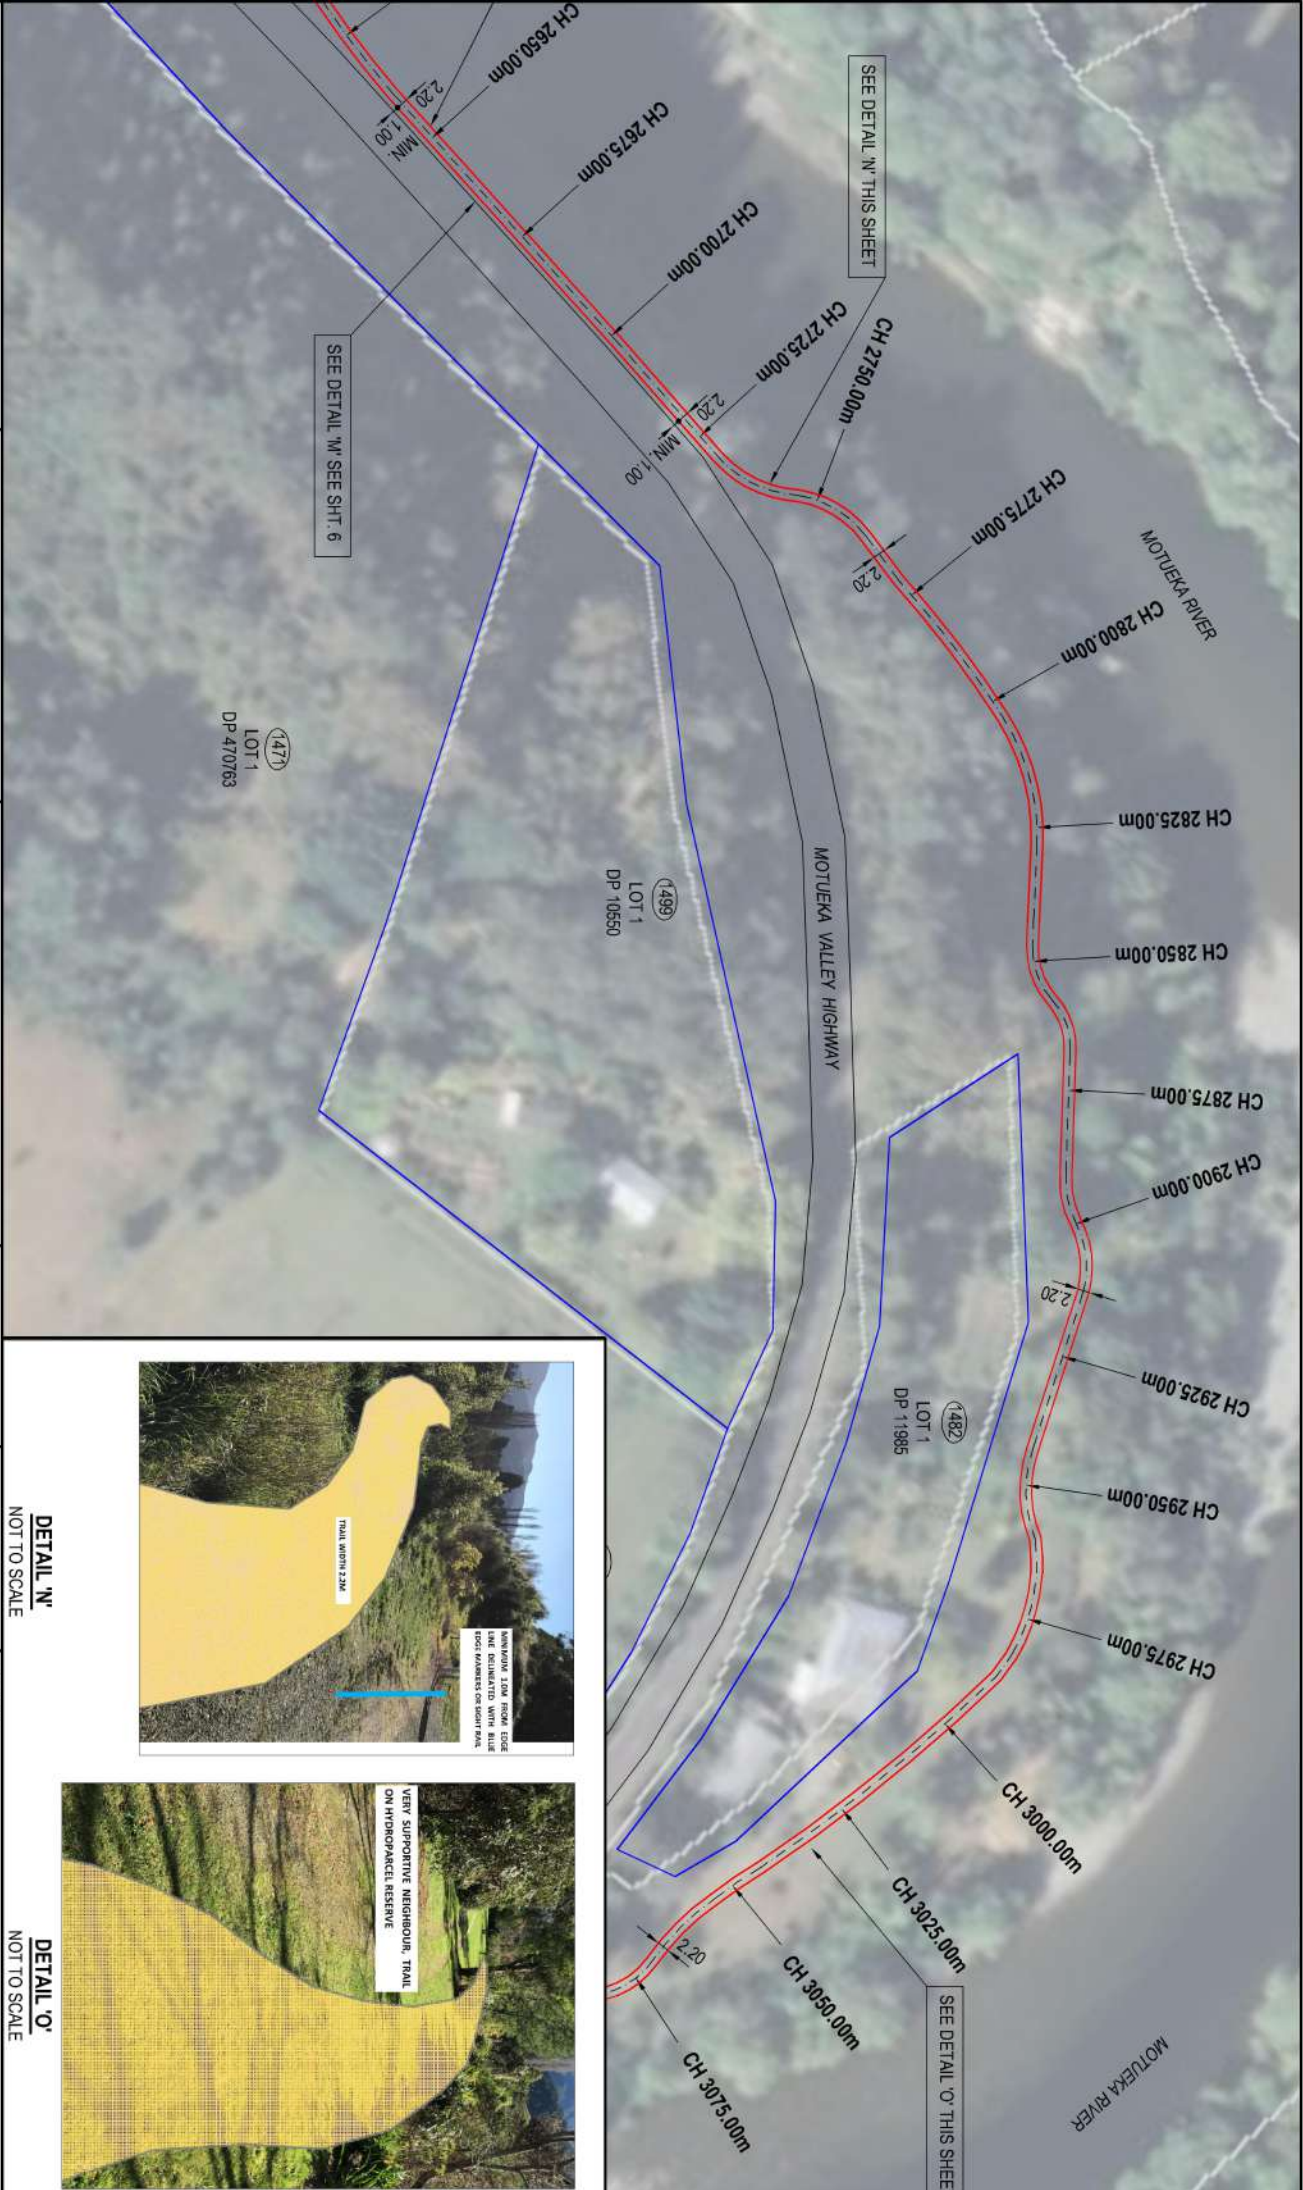 CH 2650.00m
2.20
1.00
MIN.
CH 2675.00m
CH 2700.00m
SEE DETAIL 'N' THIS SHEET
CH 2725.00m
2.20
MIN. 1.00
CH 2750.00m
SEE DETAIL 'M' SEE SHT. 6
CH 2775.00m
2.20
MOTUEKA RIVER
CH 2800.00m
CH 2825.00m
CH 2850.00m
MOTUEKA VALLEY HIGHWAY
1471
LOT 1
DP 470763
1499
LOT 1
DP 10550
CH 2875.00m
CH 2900.00m
2.20
CH 2925.00m
1482
LOT 1
DP 11985
CH 2950.00m
CH 2975.00m
CH 3000.00m
CH 3025.00m
SEE DETAIL 'O' THIS SHEE
CH 3050.00m
2.20
CH 3075.00m
MOTUEKA RIVER
TRAIL WIDTH 2.2M
MINIMUM 1.0M FROM EDGE
LINE DELINEATED WITH BLUE
EDGE MARKERS OR SIGHT RAIL
DETAIL 'N'
NOT TO SCALE
VERY SUPPORTIVE NEIGHBOUR, TRAIL
ON HYDROPARCEL RESERVE
DETAIL 'O'
NOT TO SCALE